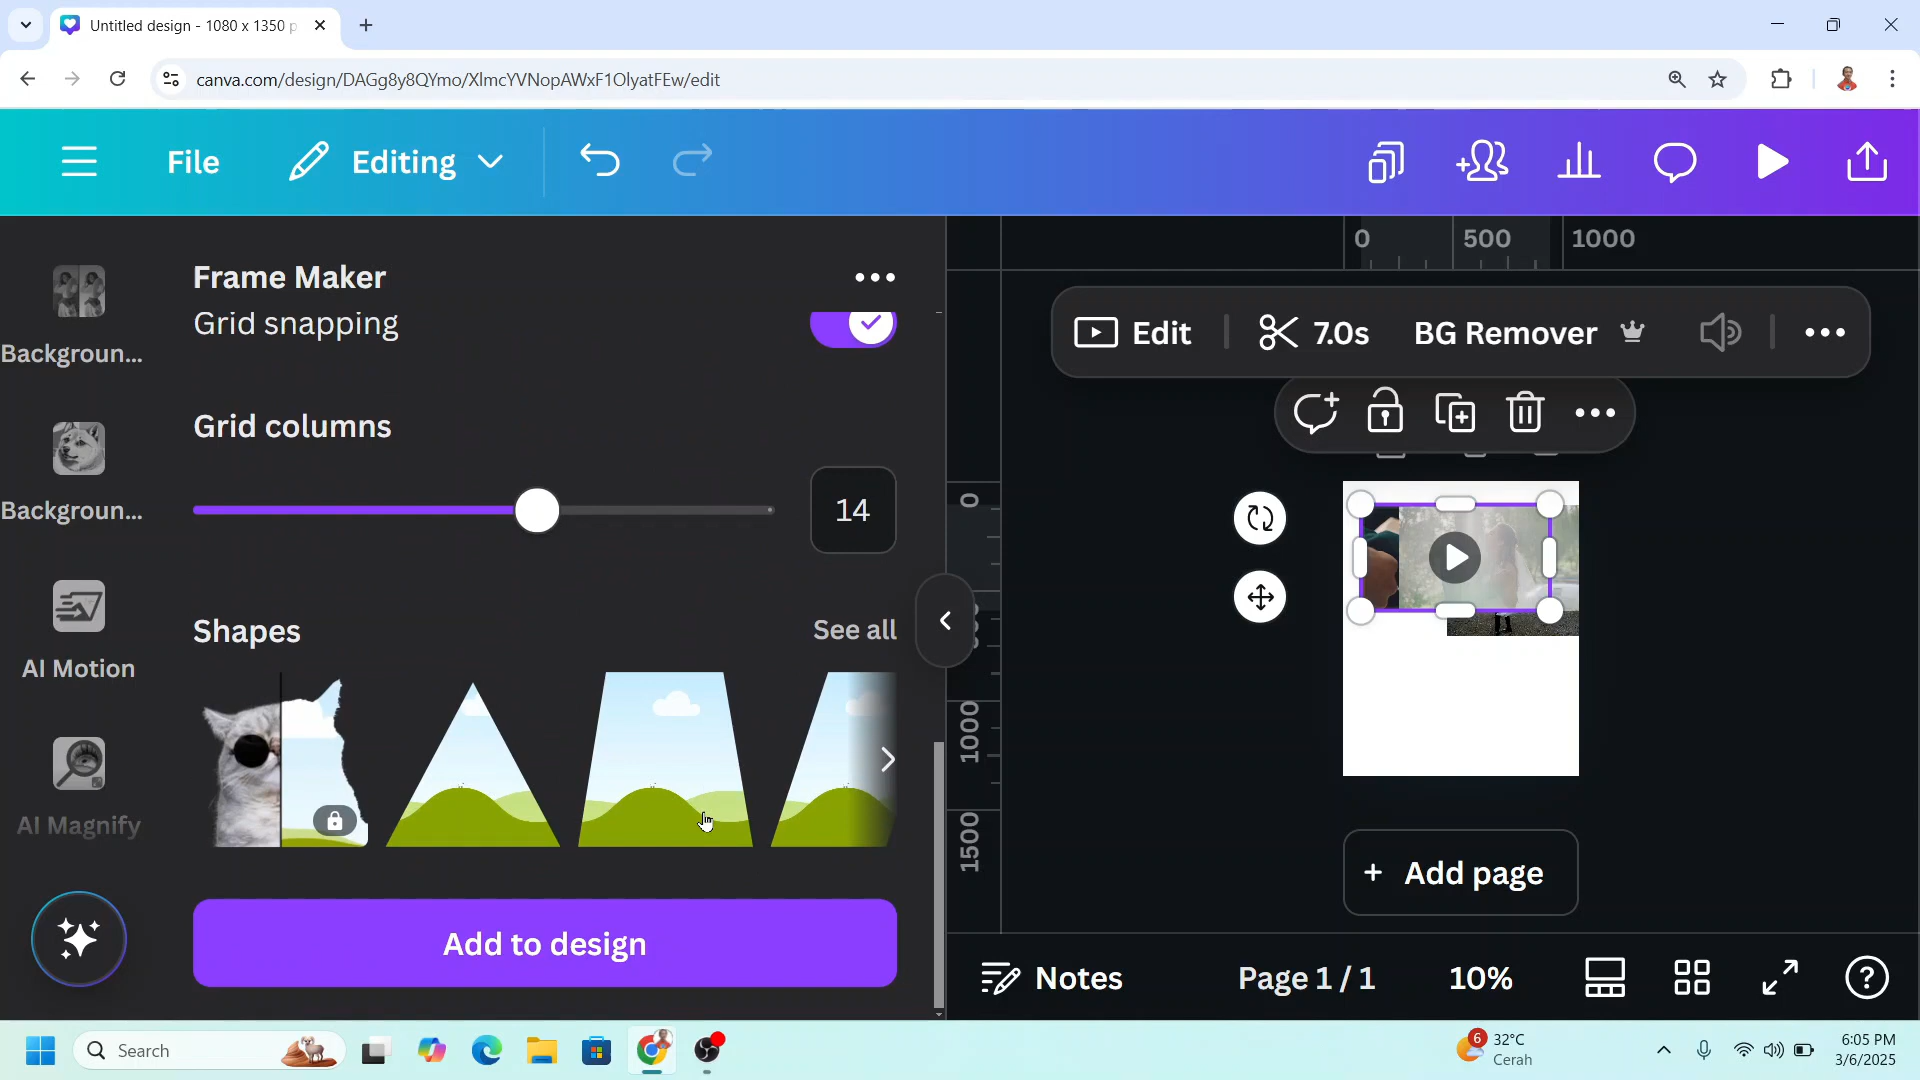 Untitled design - 1080 x 1350 p
canva.com/design/DAGg8y8QYmo/XlmcYVNopAWxF1OlyatFEw/edit
File
Editing
Frame Maker
Grid snapping
Backgroun...
Grid columns
14
Backgroun...
Shapes
See all
AI Motion
AI Magnify
Add to design
0
500
1000
Edit
7.0s
BG Remover
0
1000
1500
+ Add page
Notes
Page 1 / 1
10%
Search
6
32°C
Cerah
6:05 PM
3/6/2025